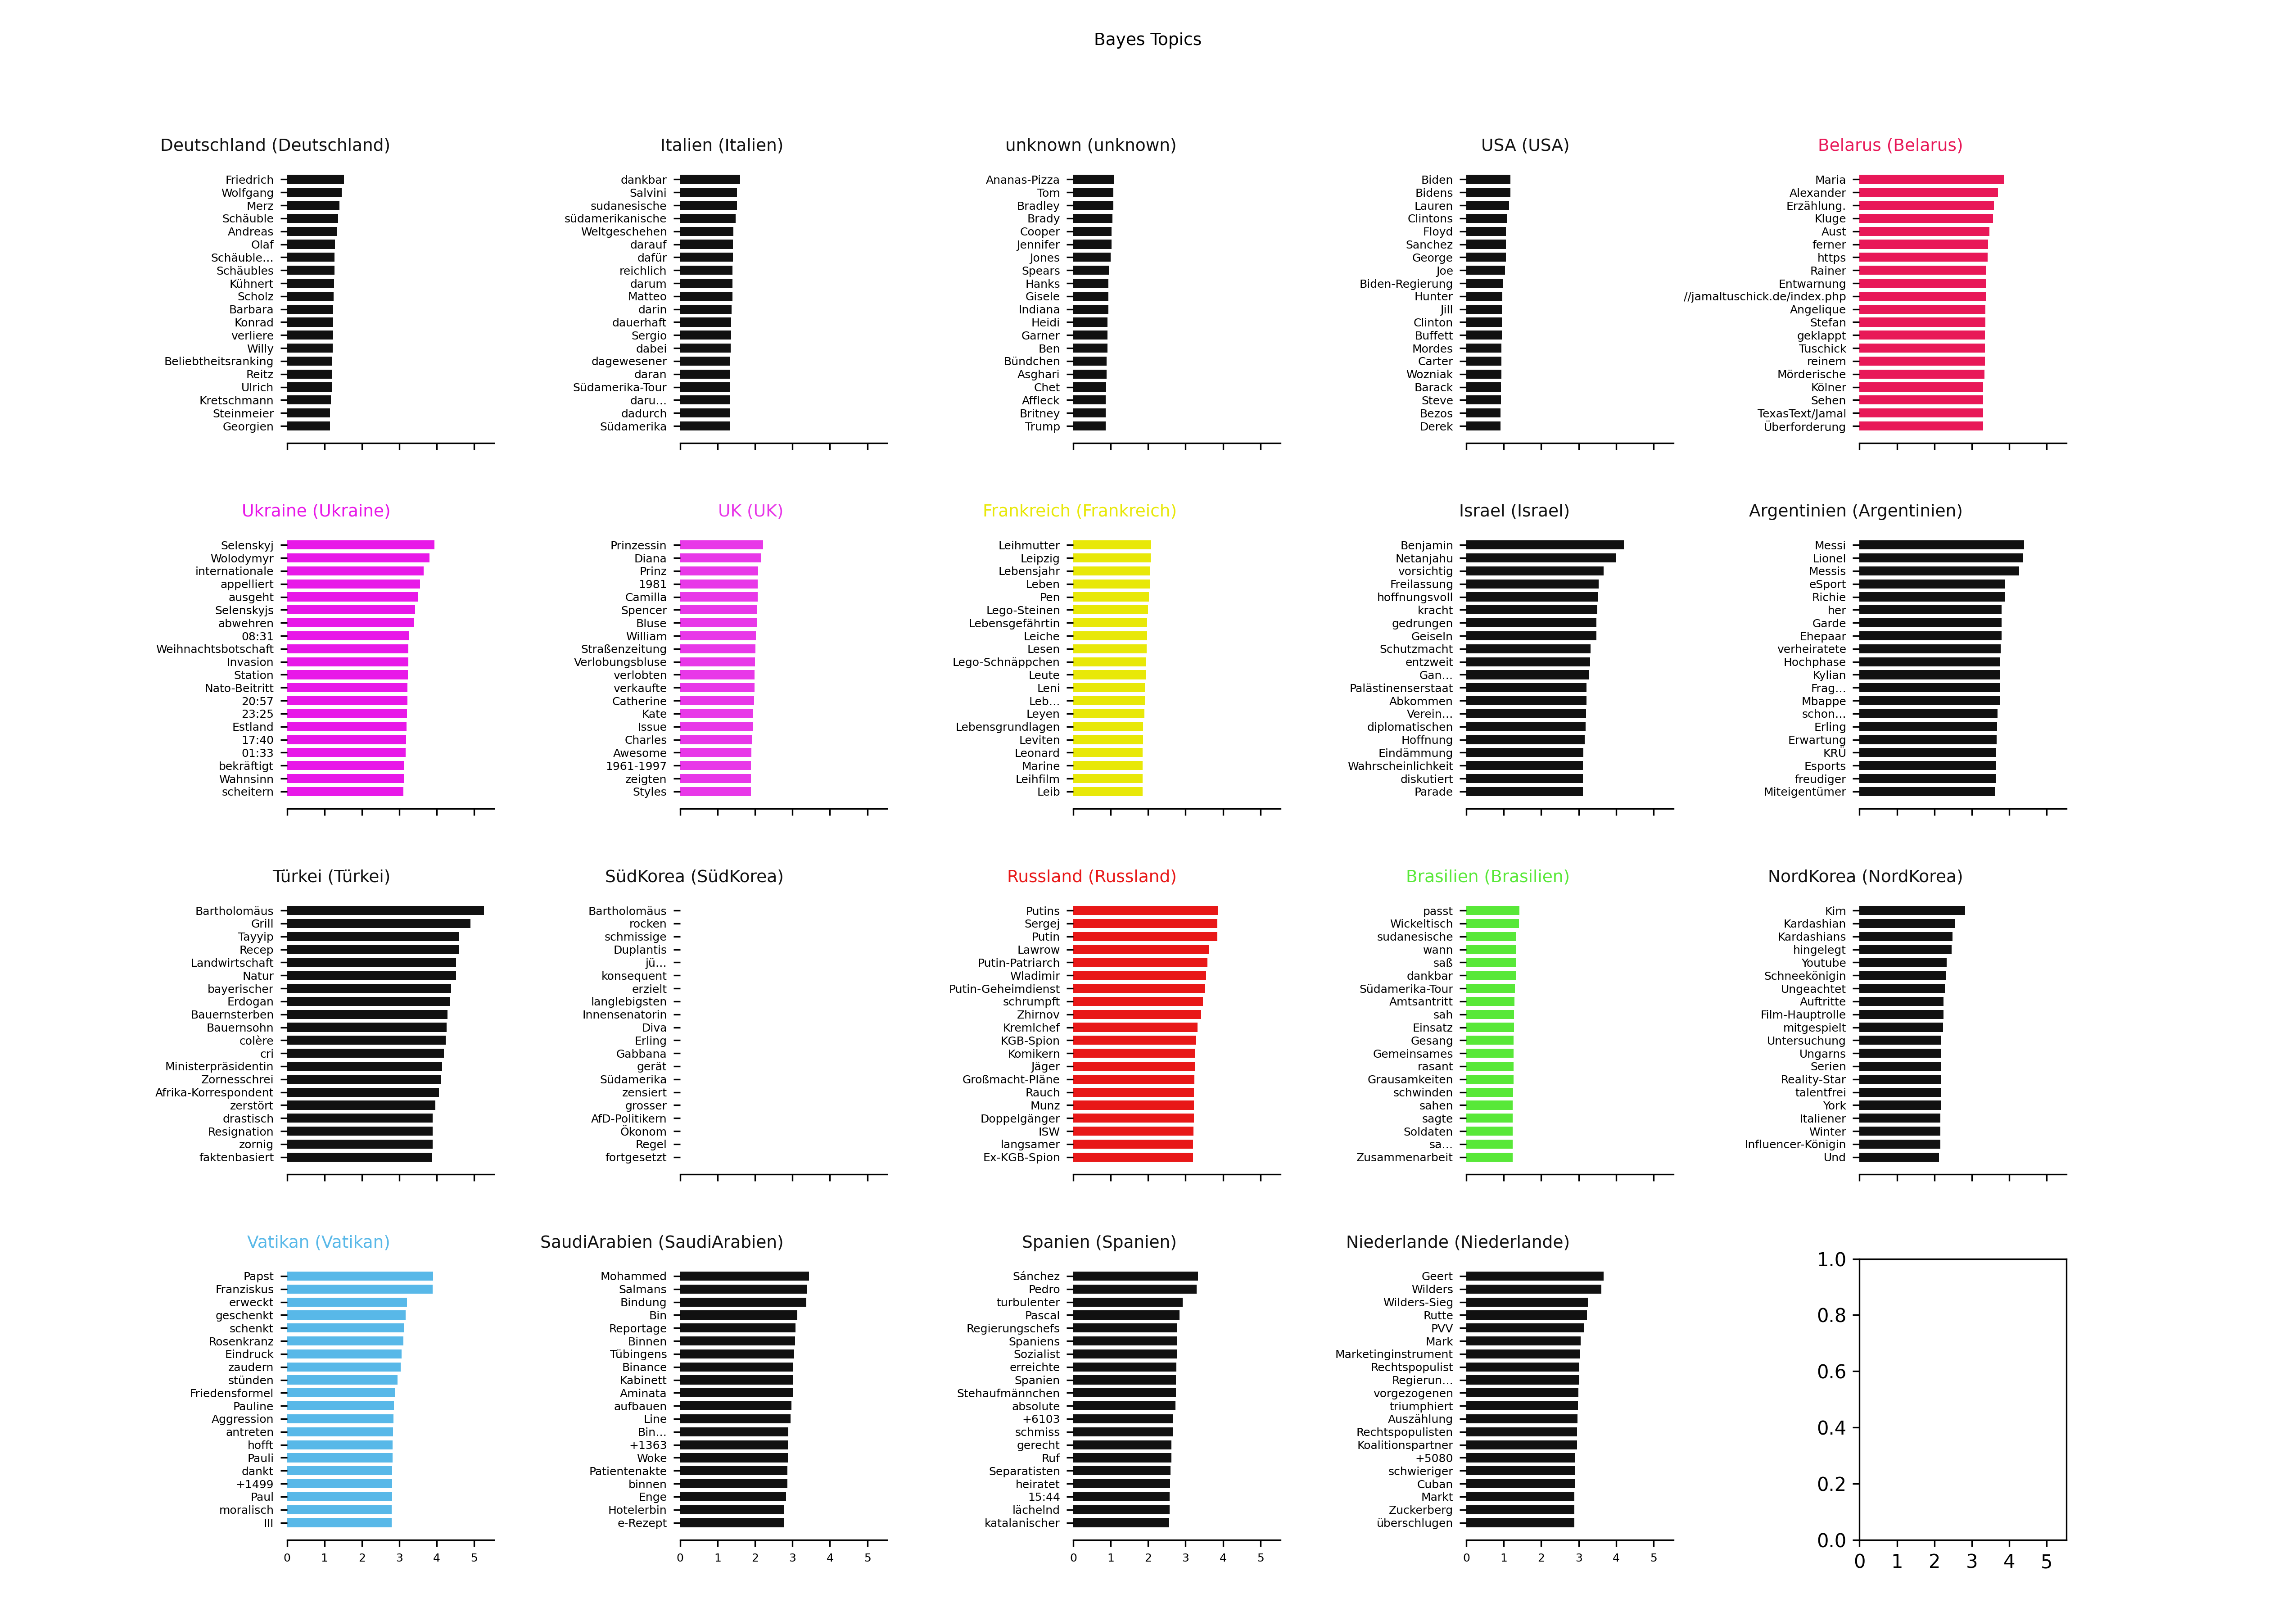 Bayes Topics
Deutschland (Deutschland)
Friedrich
Wolfgang
Merz
Schäuble
Andreas
Olaf
Schäuble…
Schäubles
Kühnert
Scholz
Barbara
Konrad
verliere
Willy
Beliebtheitsranking
Reitz
Ulrich
Kretschmann
Steinmeier
Georgien
Italien (Italien)
dankbar
Salvini
sudanesische
südamerikanische
Weltgeschehen
darauf
dafür
reichlich
darum
Matteo
darin
dauerhaft
Sergio
dabei
dagewesener
daran
Südamerika-Tour
daru…
dadurch
Südamerika
unknown (unknown)
Ananas-Pizza
Tom
Bradley
Brady
Cooper
Jennifer
Jones
Spears
Hanks
Gisele
Indiana
Heidi
Garner
Ben
Bündchen
Asghari
Chet
Affleck
Britney
Trump
USA (USA)
Biden
Bidens
Lauren
Clintons
Floyd
Sanchez
George
Joe
Biden-Regierung
Hunter
Jill
Clinton
Buffett
Mordes
Carter
Wozniak
Barack
Steve
Bezos
Derek
Belarus (Belarus)
Maria
Alexander
Erzählung.
Kluge
Aust
ferner
https
Rainer
Entwarnung
//jamaltuschick.de/index.php
Angelique
Stefan
geklappt
Tuschick
reinem
Mörderische
Kölner
Sehen
TexasText/Jamal
Überforderung
Ukraine (Ukraine)
Selenskyj
Wolodymyr
internationale
appelliert
ausgeht
Selenskyjs
abwehren
08:31
Weihnachtsbotschaft
Invasion
Station
Nato-Beitritt
20:57
23:25
Estland
17:40
01:33
bekräftigt
Wahnsinn
scheitern
UK (UK)
Prinzessin
Diana
Prinz
1981
Camilla
Spencer
Bluse
William
Straßenzeitung
Verlobungsbluse
verlobten
verkaufte
Catherine
Kate
Issue
Charles
Awesome
1961-1997
zeigten
Styles
Frankreich (Frankreich)
Leihmutter
Leipzig
Lebensjahr
Leben
Pen
Lego-Steinen
Lebensgefährtin
Leiche
Lesen
Lego-Schnäppchen
Leute
Leni
Leb…
Leyen
Lebensgrundlagen
Leviten
Leonard
Marine
Leihfilm
Leib
Israel (Israel)
Benjamin
Netanjahu
vorsichtig
Freilassung
hoffnungsvoll
kracht
gedrungen
Geiseln
Schutzmacht
entzweit
Gan…
Palästinenserstaat
Abkommen
Verein…
diplomatischen
Hoffnung
Eindämmung
Wahrscheinlichkeit
diskutiert
Parade
Argentinien (Argentinien)
Messi
Lionel
Messis
eSport
Richie
her
Garde
Ehepaar
verheiratete
Hochphase
Kylian
Frag…
Mbappe
schon…
Erling
Erwartung
KRÜ
Esports
freudiger
Miteigentümer
Türkei (Türkei)
Bartholomäus
Grill
Tayyip
Recep
Landwirtschaft
Natur
bayerischer
Erdogan
Bauernsterben
Bauernsohn
colère
cri
Ministerpräsidentin
Zornesschrei
Afrika-Korrespondent
zerstört
drastisch
Resignation
zornig
faktenbasiert
SüdKorea (SüdKorea)
Bartholomäus
rocken
schmissige
Duplantis
jü…
konsequent
erzielt
langlebigsten
Innensenatorin
Diva
Erling
Gabbana
gerät
Südamerika
zensiert
grosser
AfD-Politikern
Ökonom
Regel
fortgesetzt
Russland (Russland)
Putins
Sergej
Putin
Lawrow
Putin-Patriarch
Wladimir
Putin-Geheimdienst
schrumpft
Zhirnov
Kremlchef
KGB-Spion
Komikern
Jäger
Großmacht-Pläne
Rauch
Munz
Doppelgänger
ISW
langsamer
Ex-KGB-Spion
Brasilien (Brasilien)
passt
Wickeltisch
sudanesische
wann
saß
dankbar
Südamerika-Tour
Amtsantritt
sah
Einsatz
Gesang
Gemeinsames
rasant
Grausamkeiten
schwinden
sahen
sagte
Soldaten
sa…
Zusammenarbeit
NordKorea (NordKorea)
Kim
Kardashian
Kardashians
hingelegt
Youtube
Schneekönigin
Ungeachtet
Auftritte
Film-Hauptrolle
mitgespielt
Untersuchung
Ungarns
Serien
Reality-Star
talentfrei
York
Italiener
Winter
Influencer-Königin
Und
Vatikan (Vatikan)
Papst
Franziskus
erweckt
geschenkt
schenkt
Rosenkranz
Eindruck
zaudern
stünden
Friedensformel
Pauline
Aggression
antreten
hofft
Pauli
dankt
+1499
Paul
moralisch
III
0 1 2 3 4 5
SaudiArabien (SaudiArabien)
Mohammed
Salmans
Bindung
Bin
Reportage
Binnen
Tübingens
Binance
Kabinett
Aminata
aufbauen
Line
Bin…
+1363
Woke
Patientenakte
binnen
Enge
Hotelerbin
e-Rezept
0 1 2 3 4 5
Spanien (Spanien)
Sánchez
Pedro
turbulenter
Pascal
Regierungschefs
Spaniens
Sozialist
erreichte
Spanien
Stehaufmännchen
absolute
+6103
schmiss
gerecht
Ruf
Separatisten
heiratet
15:44
lächelnd
katalanischer
0 1 2 3 4 5
Niederlande (Niederlande)
Geert
Wilders
Wilders-Sieg
Rutte
PVV
Mark
Marketinginstrument
Rechtspopulist
Regierun…
vorgezogenen
triumphiert
Auszählung
Rechtspopulisten
Koalitionspartner
+5080
schwieriger
Cuban
Markt
Zuckerberg
überschlugen
0 1 2 3 4 5
1.0
0.8
0.6
0.4
0.2
0.0
0 1 2 3 4 5